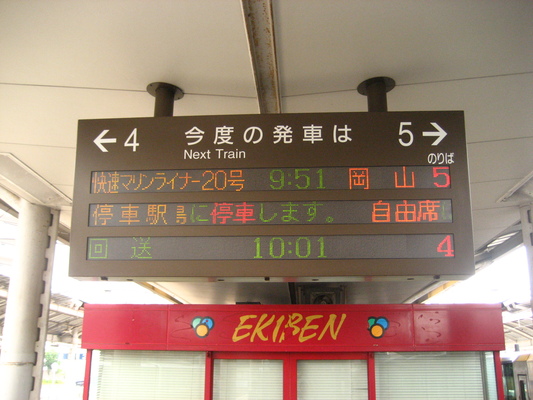 ← 4 今度の発車は 5 →
Next Train のりば
快速マリンライナー20号 9:51 岡山 5
停車駅 に停車します。 自由席
回送 10:01 4
EKIBEN